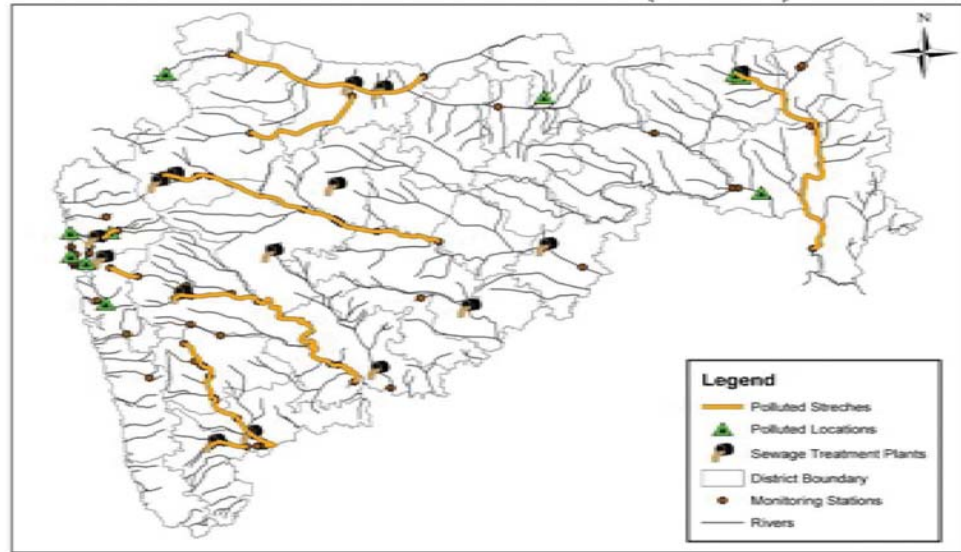 N
Legend
Polluted Streches
Polluted Locations
Sewage Treatment Plants
District Boundary
Monitoring Stations
Rivers